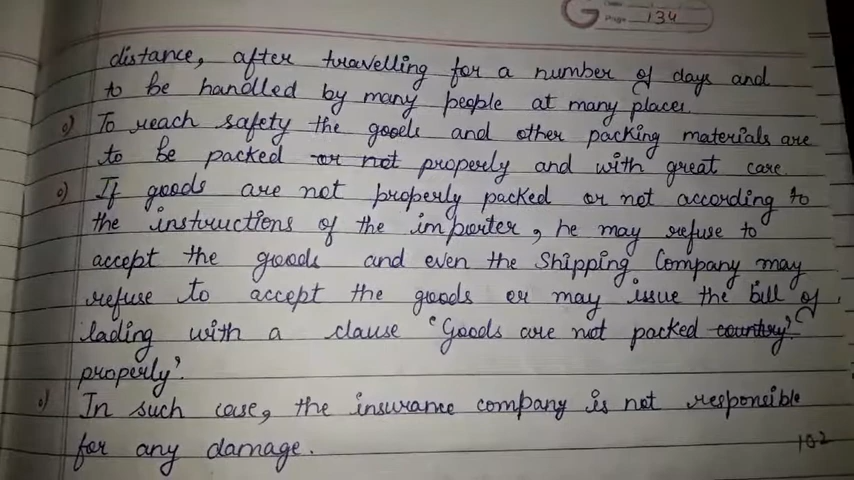 Page 134
distance, after travelling for a number of days and
to be handled by many people at many places.
To reach safety the goods and other packing materials are
to be packed or not properly and with great care.
If goods are not properly packed or not according to
the instructions of the importer, he may refuse to
accept the goods and even the Shipping Company may
refuse to accept the goods or may issue the bill of
lading with a clause 'Goods are not packed country'
properly'.
In such case, the insurance company is not responsible
for any damage.
102